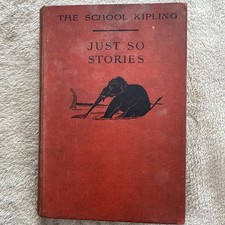 THE SCHOOL KIPLING
JUST SO
STORIES